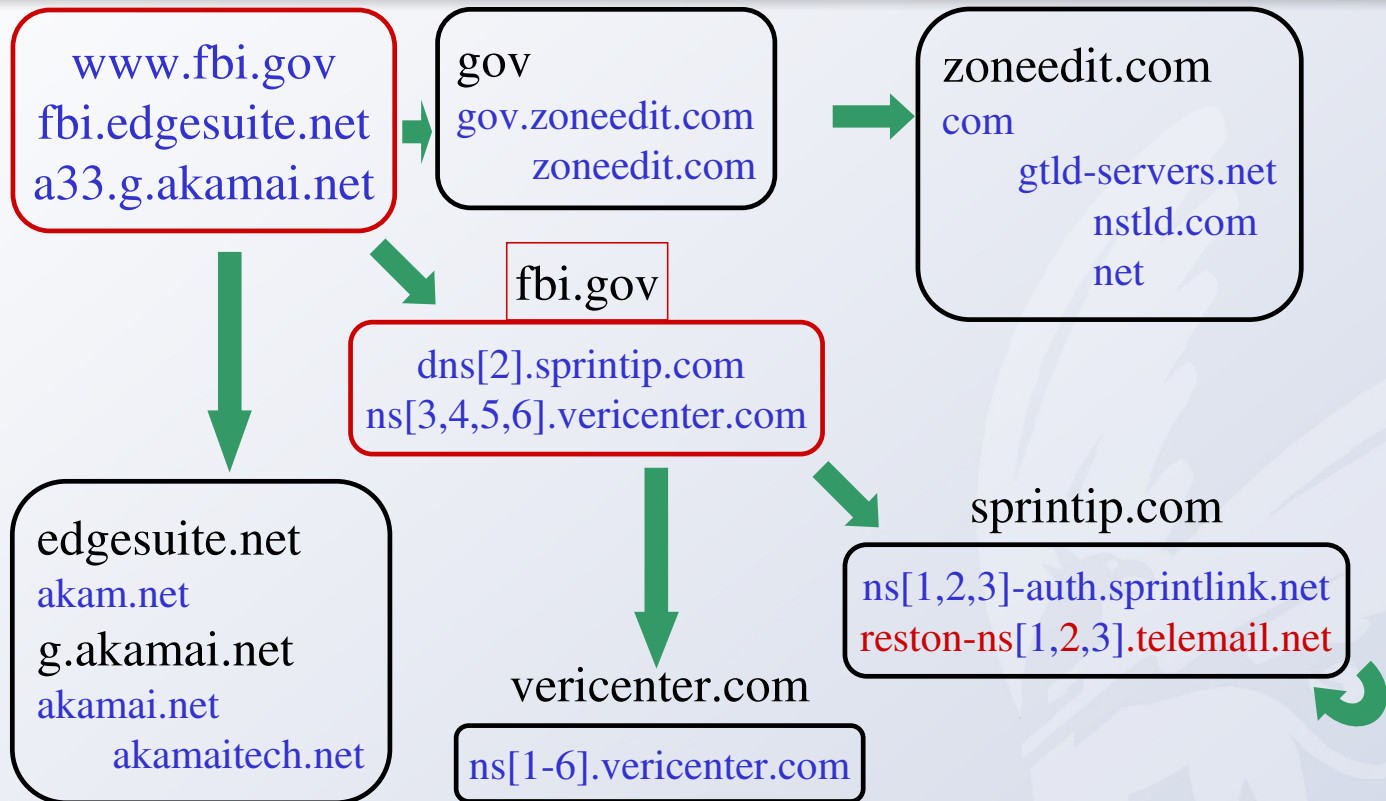 www.fbi.gov
fbi.edgesuite.net
a33.g.akamai.net
gov
gov.zoneedit.com
zoneedit.com
zoneedit.com
com
gtld-servers.net
nstld.com
net
fbi.gov
dns[2].sprintip.com
ns[3,4,5,6].vericenter.com
edgesuite.net
akam.net
g.akamai.net
akamai.net
akamaitech.net
vericenter.com
ns[1-6].vericenter.com
sprintip.com
ns[1,2,3]-auth.sprintlink.net
reston-ns[1,2,3].telemail.net